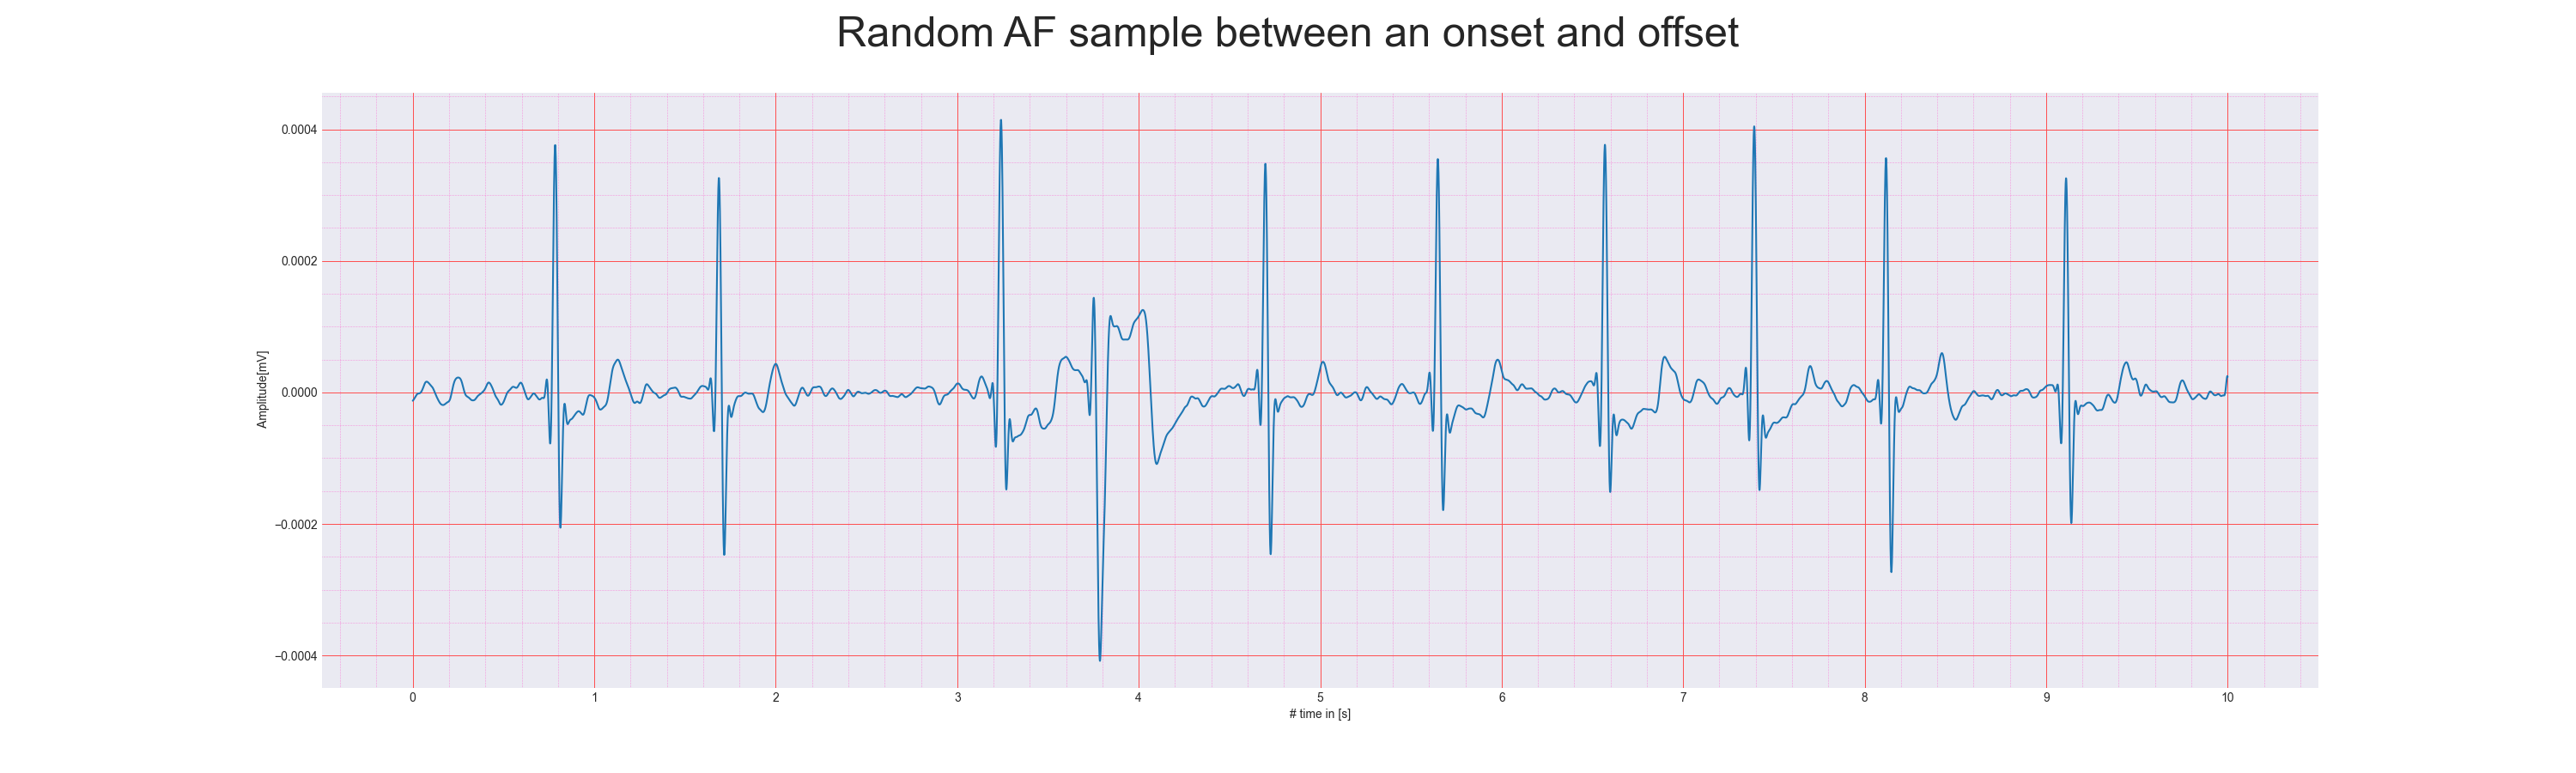 Random AF sample between an onset and offset
0.0004
0.0002
0.0000
−0.0002
−0.0004
Amplitude[mV]
0 1 2 3 4 5 6 7 8 9 10
# time in [s]